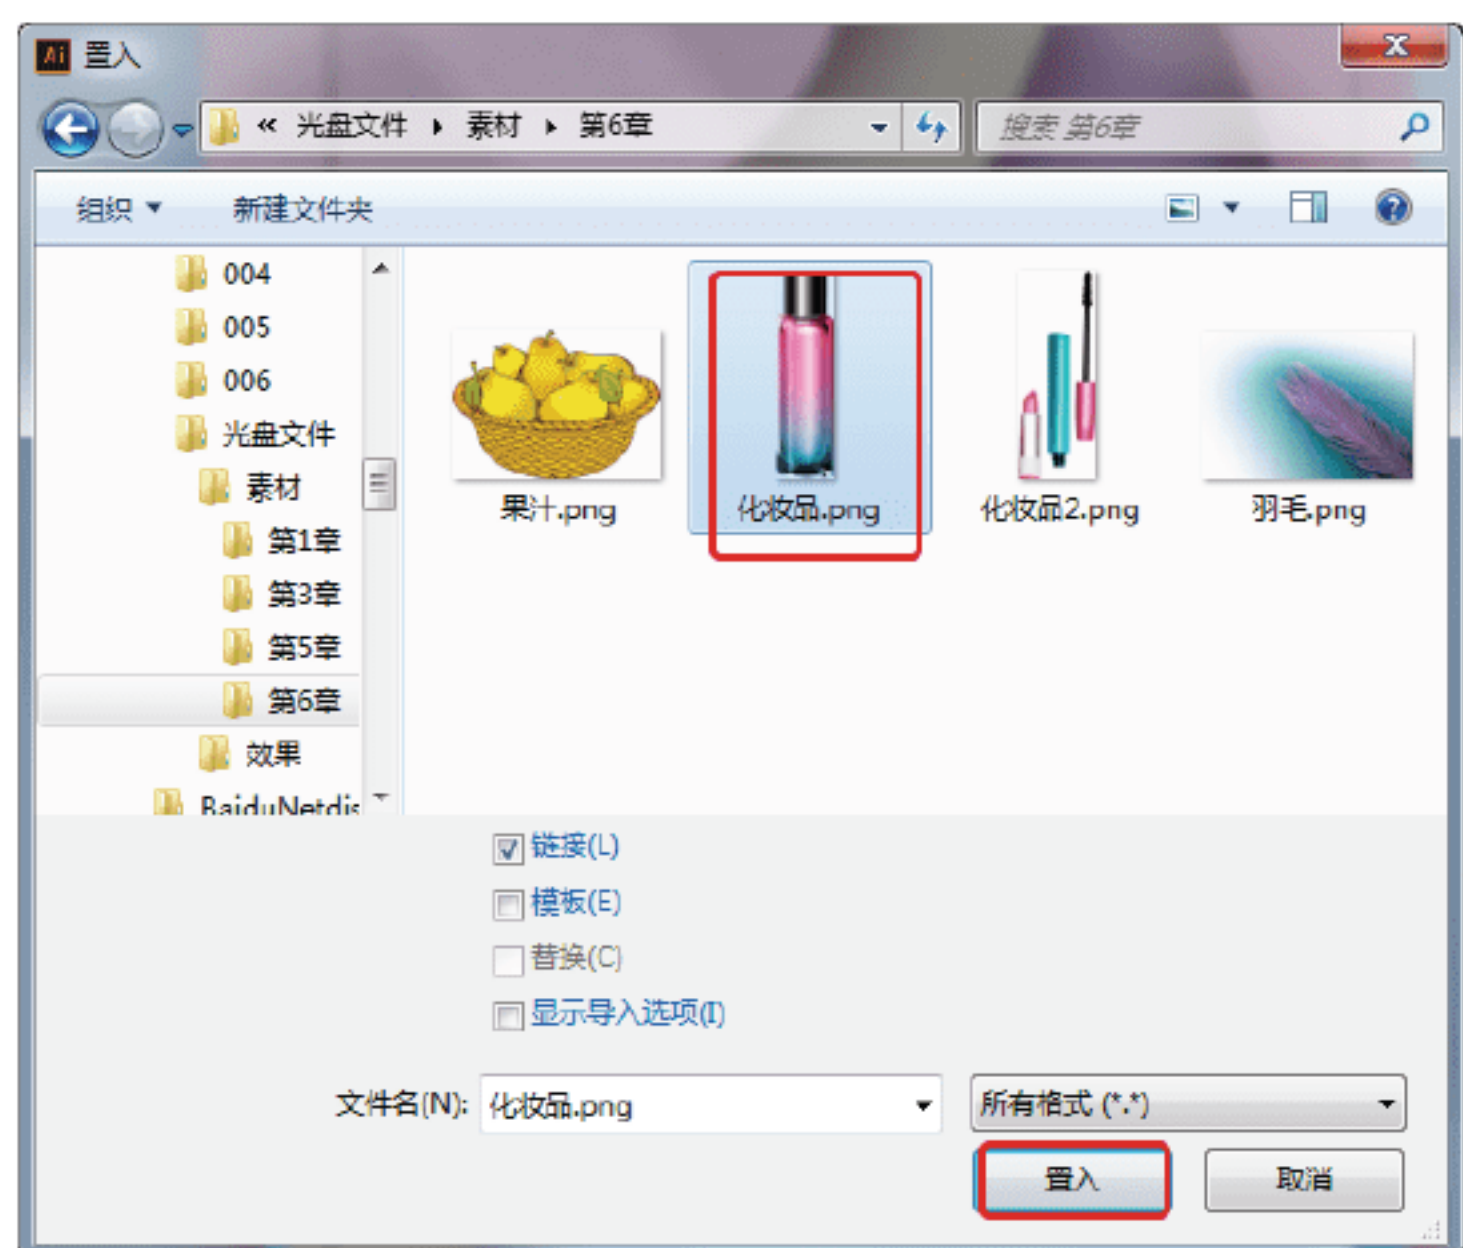 Ai 置入
« 光盘文件 ▸ 素材 ▸ 第6章
搜索 第6章
组织 新建文件夹
004
005
006
光盘文件
素材
第1章
第3章
第5章
第6章
效果
BaiduNetdis
果汁.png
化妆品.png
化妆品2.png
羽毛.png
链接(L)
模板(E)
替换(C)
显示导入选项(I)
文件名(N): 化妆品.png
所有格式 (*.*)
置入 取消